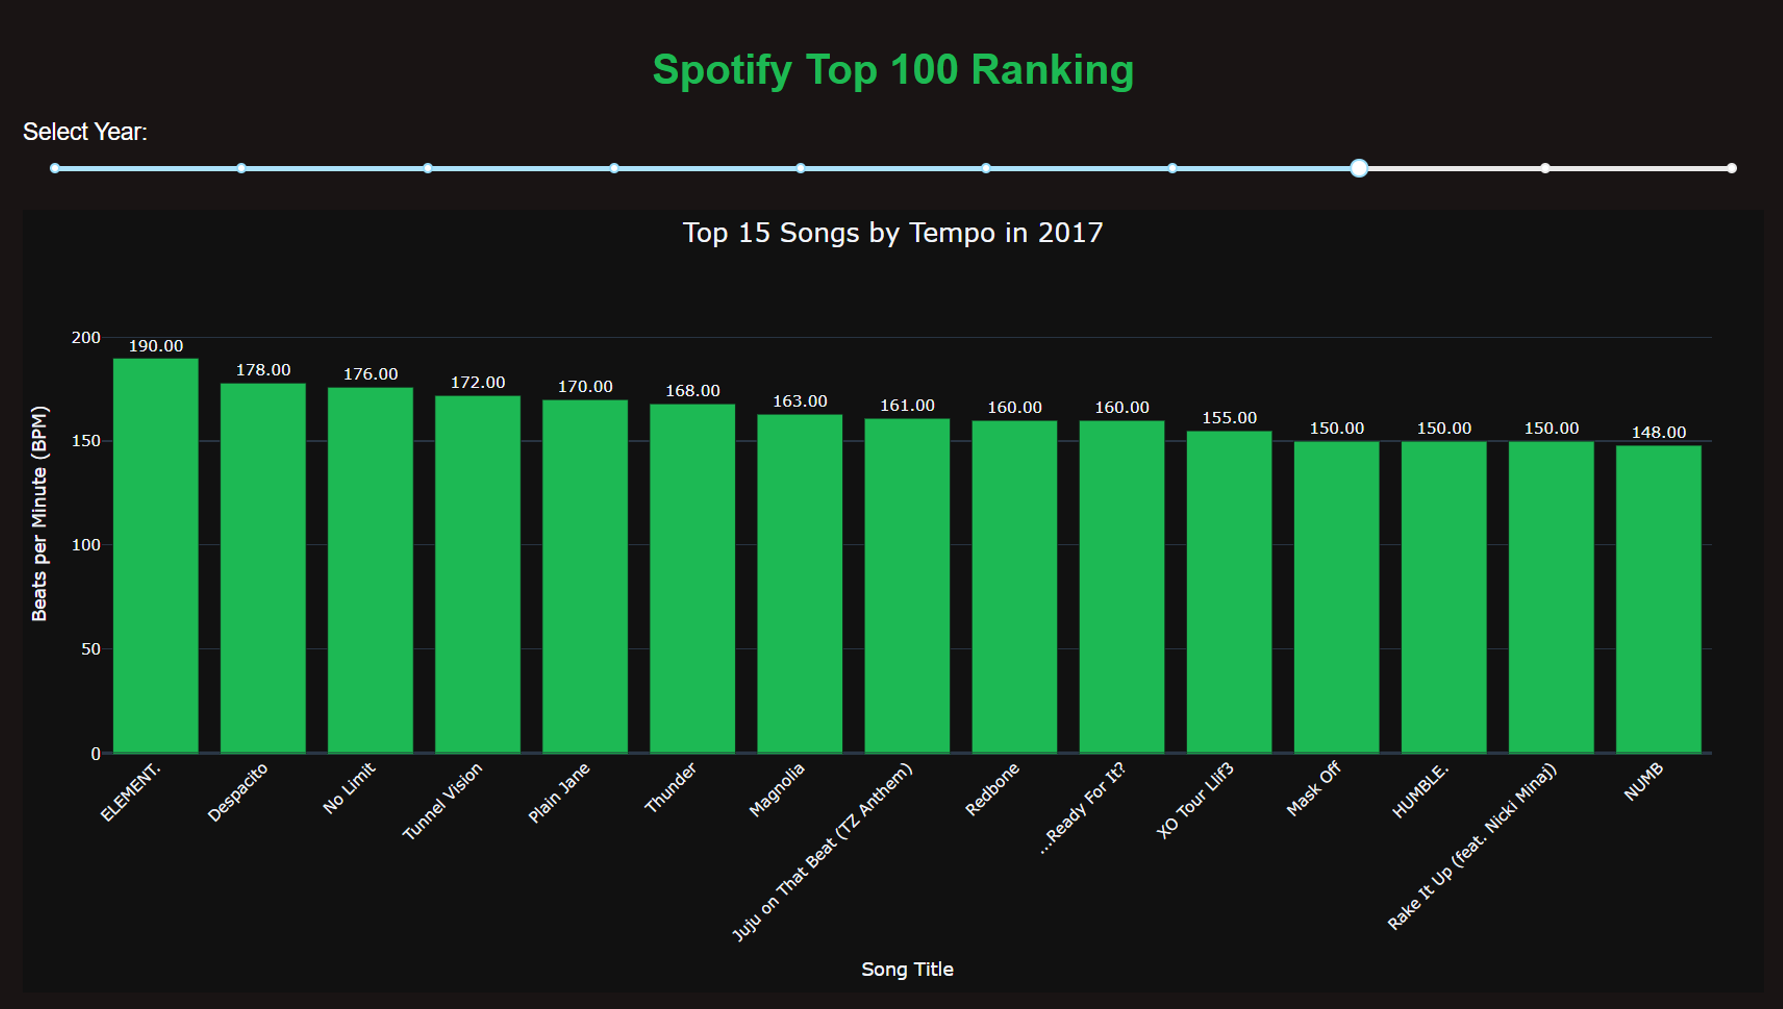 Spotify Top 100 Ranking
Select Year:
Top 15 Songs by Tempo in 2017
200
150
100
50
0
Beats per Minute (BPM)
190.00
178.00
176.00
172.00
170.00
168.00
163.00
161.00
160.00
160.00
155.00
150.00
150.00
150.00
148.00
ELEMENT.
Despacito
No Limit
Tunnel Vision
Plain Jane
Thunder
Magnolia
Juju on That Beat (TZ Anthem)
Redbone
...Ready For It?
XO Tour Llif3
Mask Off
HUMBLE.
Rake It Up (feat. Nicki Minaj)
NUMB
Song Title